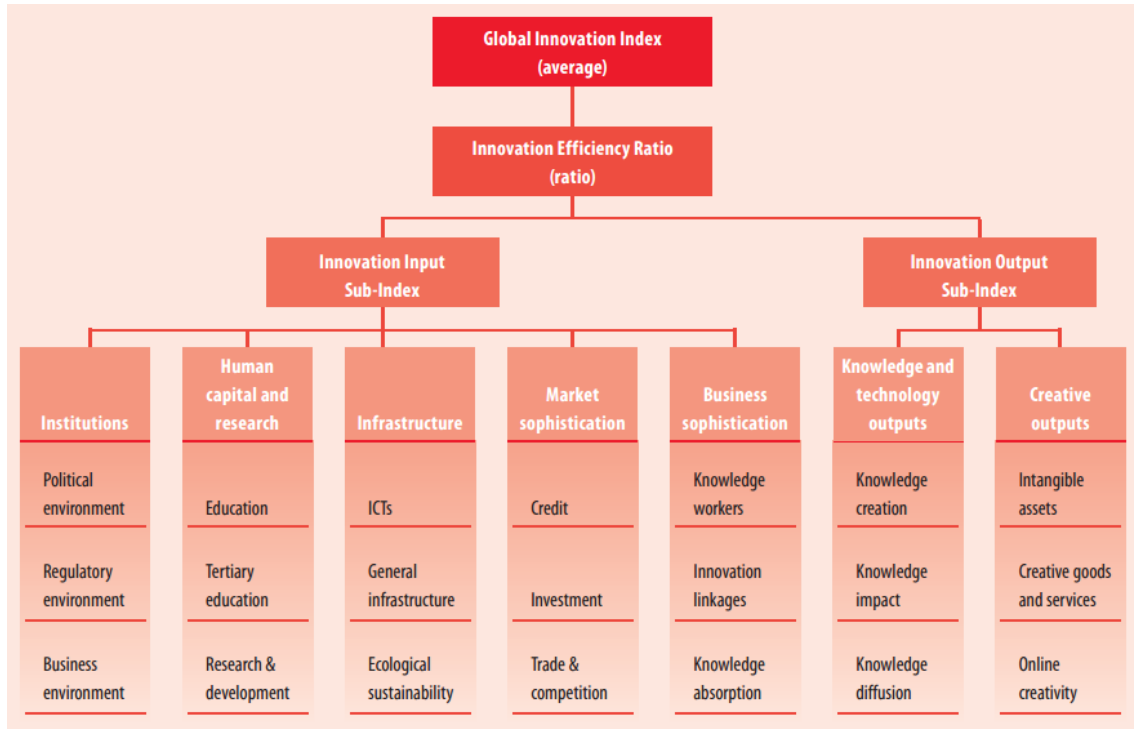 Global Innovation Index
(average)
Innovation Efficiency Ratio
(ratio)
Innovation Input
Sub-Index
Innovation Output
Sub-Index
Institutions
Human
capital and
research
Infrastructure
Market
sophistication
Business
sophistication
Knowledge and
technology
outputs
Creative
outputs
Political
environment
Education
ICTs
Credit
Knowledge
workers
Knowledge
creation
Intangible
assets
Regulatory
environment
Tertiary
education
General
infrastructure
Investment
Innovation
linkages
Knowledge
impact
Creative goods
and services
Business
environment
Research &
development
Ecological
sustainability
Trade &
competition
Knowledge
absorption
Knowledge
diffusion
Online
creativity